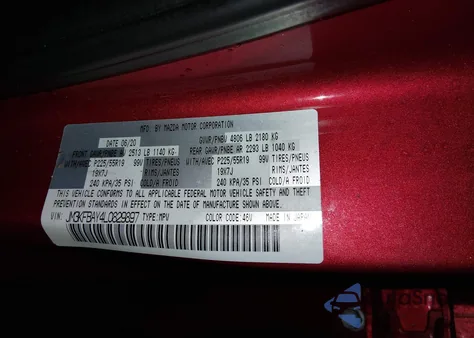 MFD. BY MAZDA MOTOR CORPORATION
DATE 06/20 GVWR/PNBV 4806 LB 2180 KG
FRONT GAWR/PNBE A 2513 LB 1140 KG REAR GAWR/PNBE AR 2293 LB 1040 KG
WITH/AVEC P225/55R19 99V TIRES/PNEUS WITH/AVEC P225/55R19 99V TIRES/PNEUS
19X7J RIMS/JANTES 19X7J RIMS/JANTES
240 KPA/35 PSI COLD/A FROID 240 KPA/35 PSI COLD/A FROID
THIS VEHICLE CONFORMS TO ALL APPLICABLE FEDERAL MOTOR VEHICLE SAFETY, BUMPER, AND THEFT
PREVENTION STANDARDS IN EFFECT ON THE DATE OF MANUFACTURE SHOWN ABOVE.
VIN: JM3KFBAY4L0829897 TYPE: MPV COLOR CODE: 46V MADE IN JAPAN